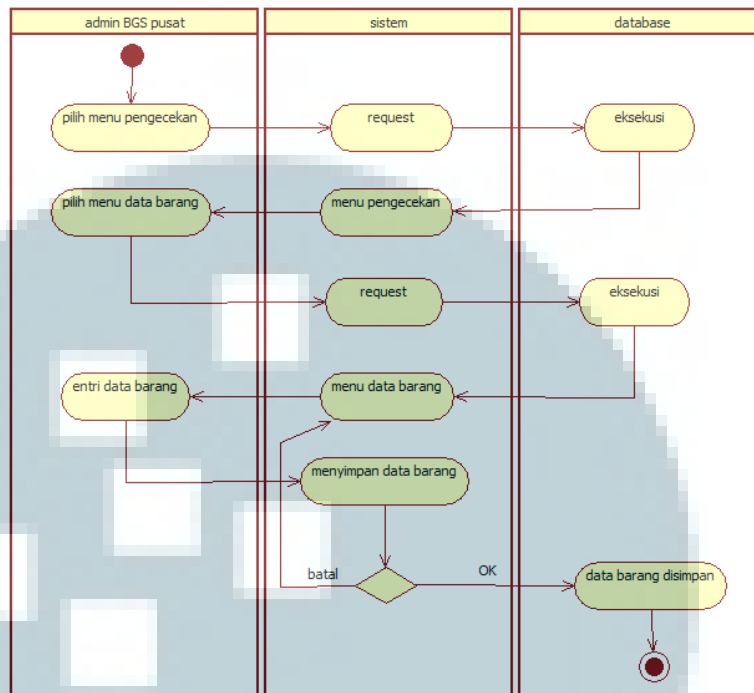 admin BGS pusat
sistem
database
pilih menu pengecekan
request
eksekusi
pilih menu data barang
menu pengecekan
request
eksekusi
entri data barang
menu data barang
menyimpan data barang
batal
OK
data barang disimpan